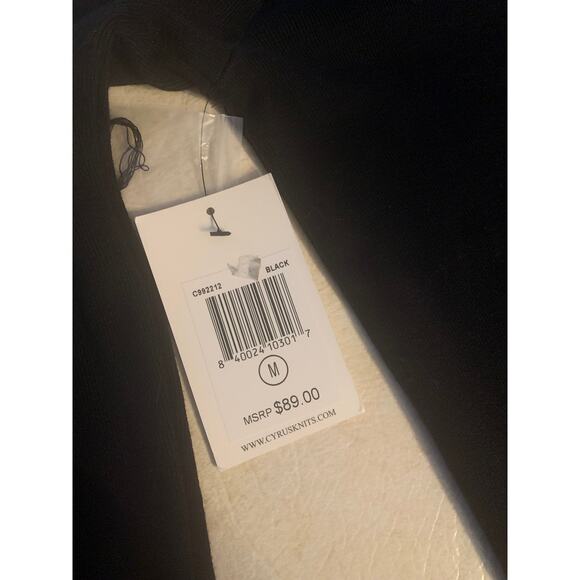 C992212 BLACK
8 40024 10301 7
M
MSRP $89.00
WWW.CYRUSKNITS.COM